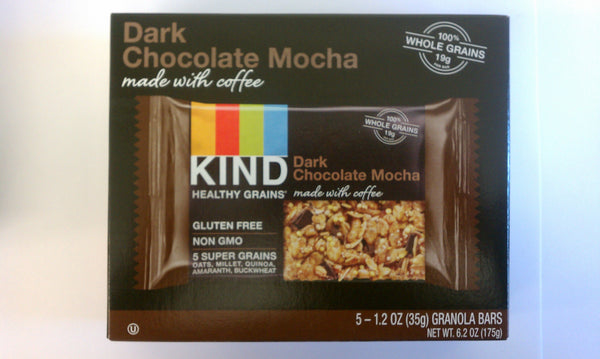 Dark
Chocolate Mocha
made with coffee
100%
WHOLE GRAINS
19g
PER BAR
100%
WHOLE GRAINS
19g
KIND
HEALTHY GRAINS®
Dark
Chocolate Mocha
made with coffee
GLUTEN FREE
NON GMO
5 SUPER GRAINS
OATS, MILLET, QUINOA,
AMARANTH, BUCKWHEAT
U
5 – 1.2 OZ (35g) GRANOLA BARS
NET WT. 6.2 OZ (175g)